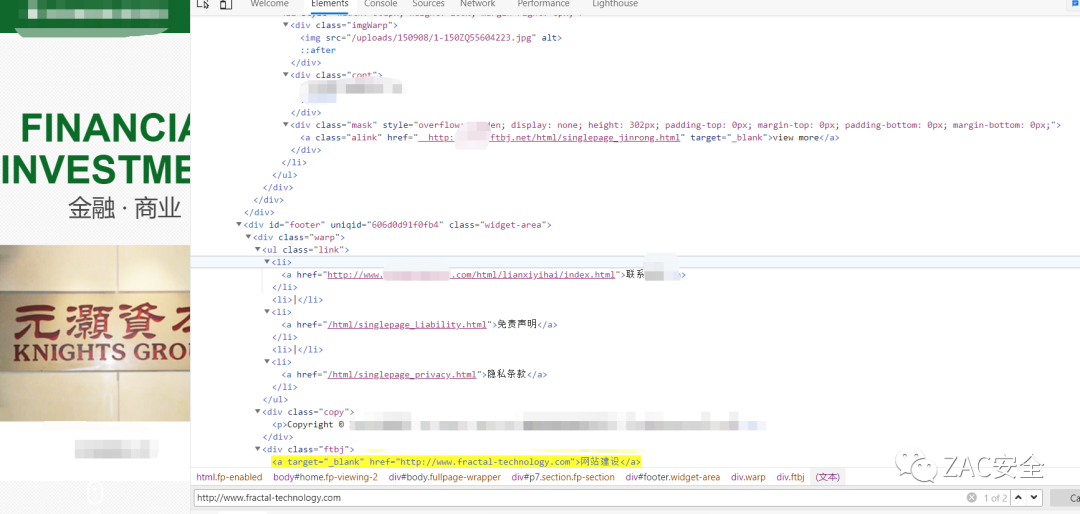 Welcome Elements Console Sources Network Performance Lighthouse
FINANCIA
INVESTME
金融 · 商业
元灝資
KNIGHTS GRO
<div class="imgWarp">
<img src="/uploads/150908/1-150ZQ55604223.jpg" alt>
::after
</div>
<div class="cont">
</div>
<div class="mask" style="overflow: den; display: none; height: 302px; padding-top: 0px; margin-top: 0px; padding-bottom: 0px; margin-bottom: 0px;">
<a class="alink" href=" http: ftbj.net/html/singlepage_jinrong.html" target="_blank">view more</a>
</div>
</li>
</ul>
</div>
</div>
</div>
<div id="footer" uniqid="606d0d91f0fb4" class="widget-area">
<div class="warp">
<ul class="link">
<li>
<a href="http://www. .com/html/lianxiyihai/index.html">联系 >
</li>
<li>|</li>
<li>
<a href="/html/singlepage_Liability.html">免责声明</a>
</li>
<li>|</li>
<li>
<a href="/html/singlepage_privacy.html">隐私条款</a>
</li>
</ul>
<div class="copy">
<p>Copyright ©
</div>
<div class="ftbj">
<a target="_blank" href="http://www.fractal-technology.com">网站建设</a>
html.fp-enabled body#home.fp-viewing-2 div#body.fullpage-wrapper div#p7.section.fp-section div#footer.widget-area div.warp div.ftbj (文本)
http://www.fractal-technology.com 1 of 2 Ca
ZAC安全